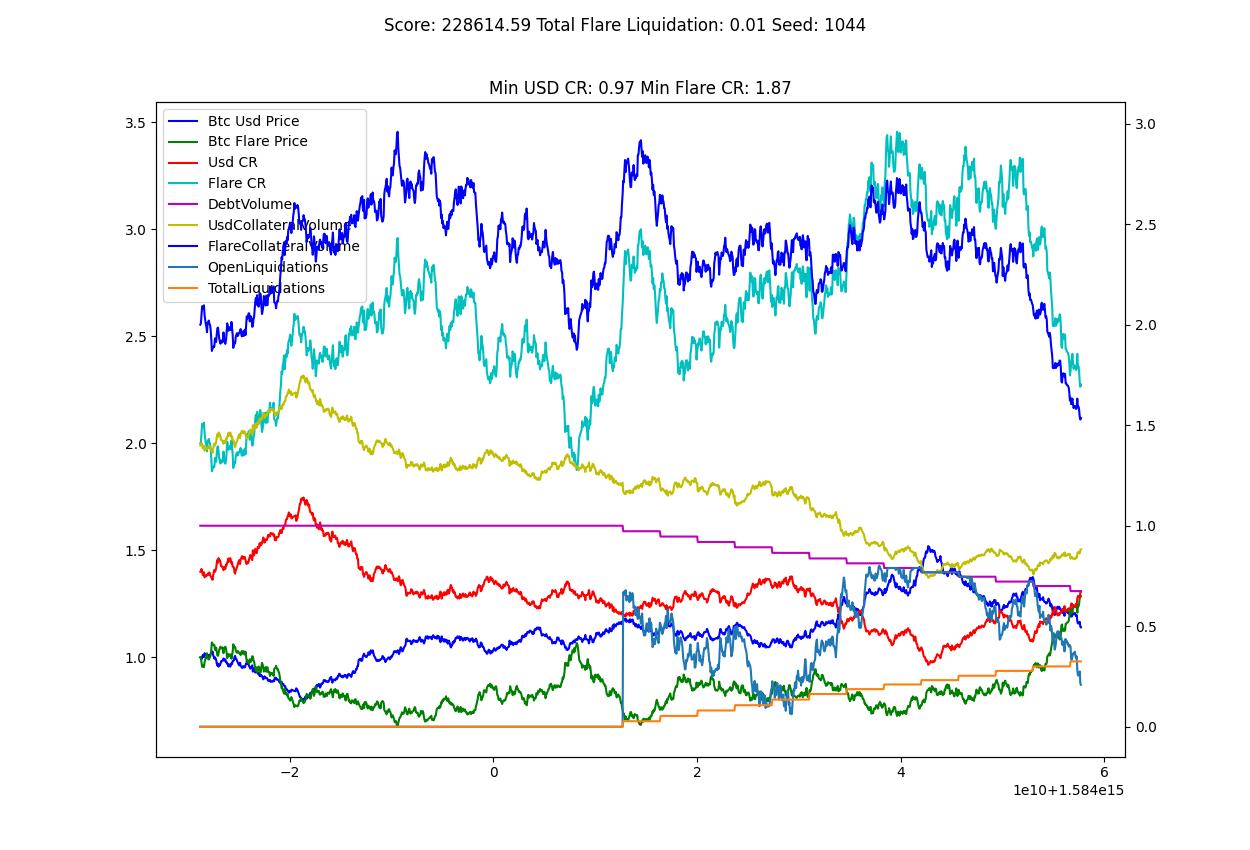 Score: 228614.59 Total Flare Liquidation: 0.01 Seed: 1044
Min USD CR: 0.97 Min Flare CR: 1.87
Btc Usd Price
Btc Flare Price
Usd CR
Flare CR
DebtVolume
UsdCollateralVolume
FlareCollateralVolume
OpenLiquidations
TotalLiquidations
3.5
3.0
2.5
2.0
1.5
1.0
3.0
2.5
2.0
1.5
1.0
0.5
0.0
−2 0 2 4 6
1e10+1.584e15